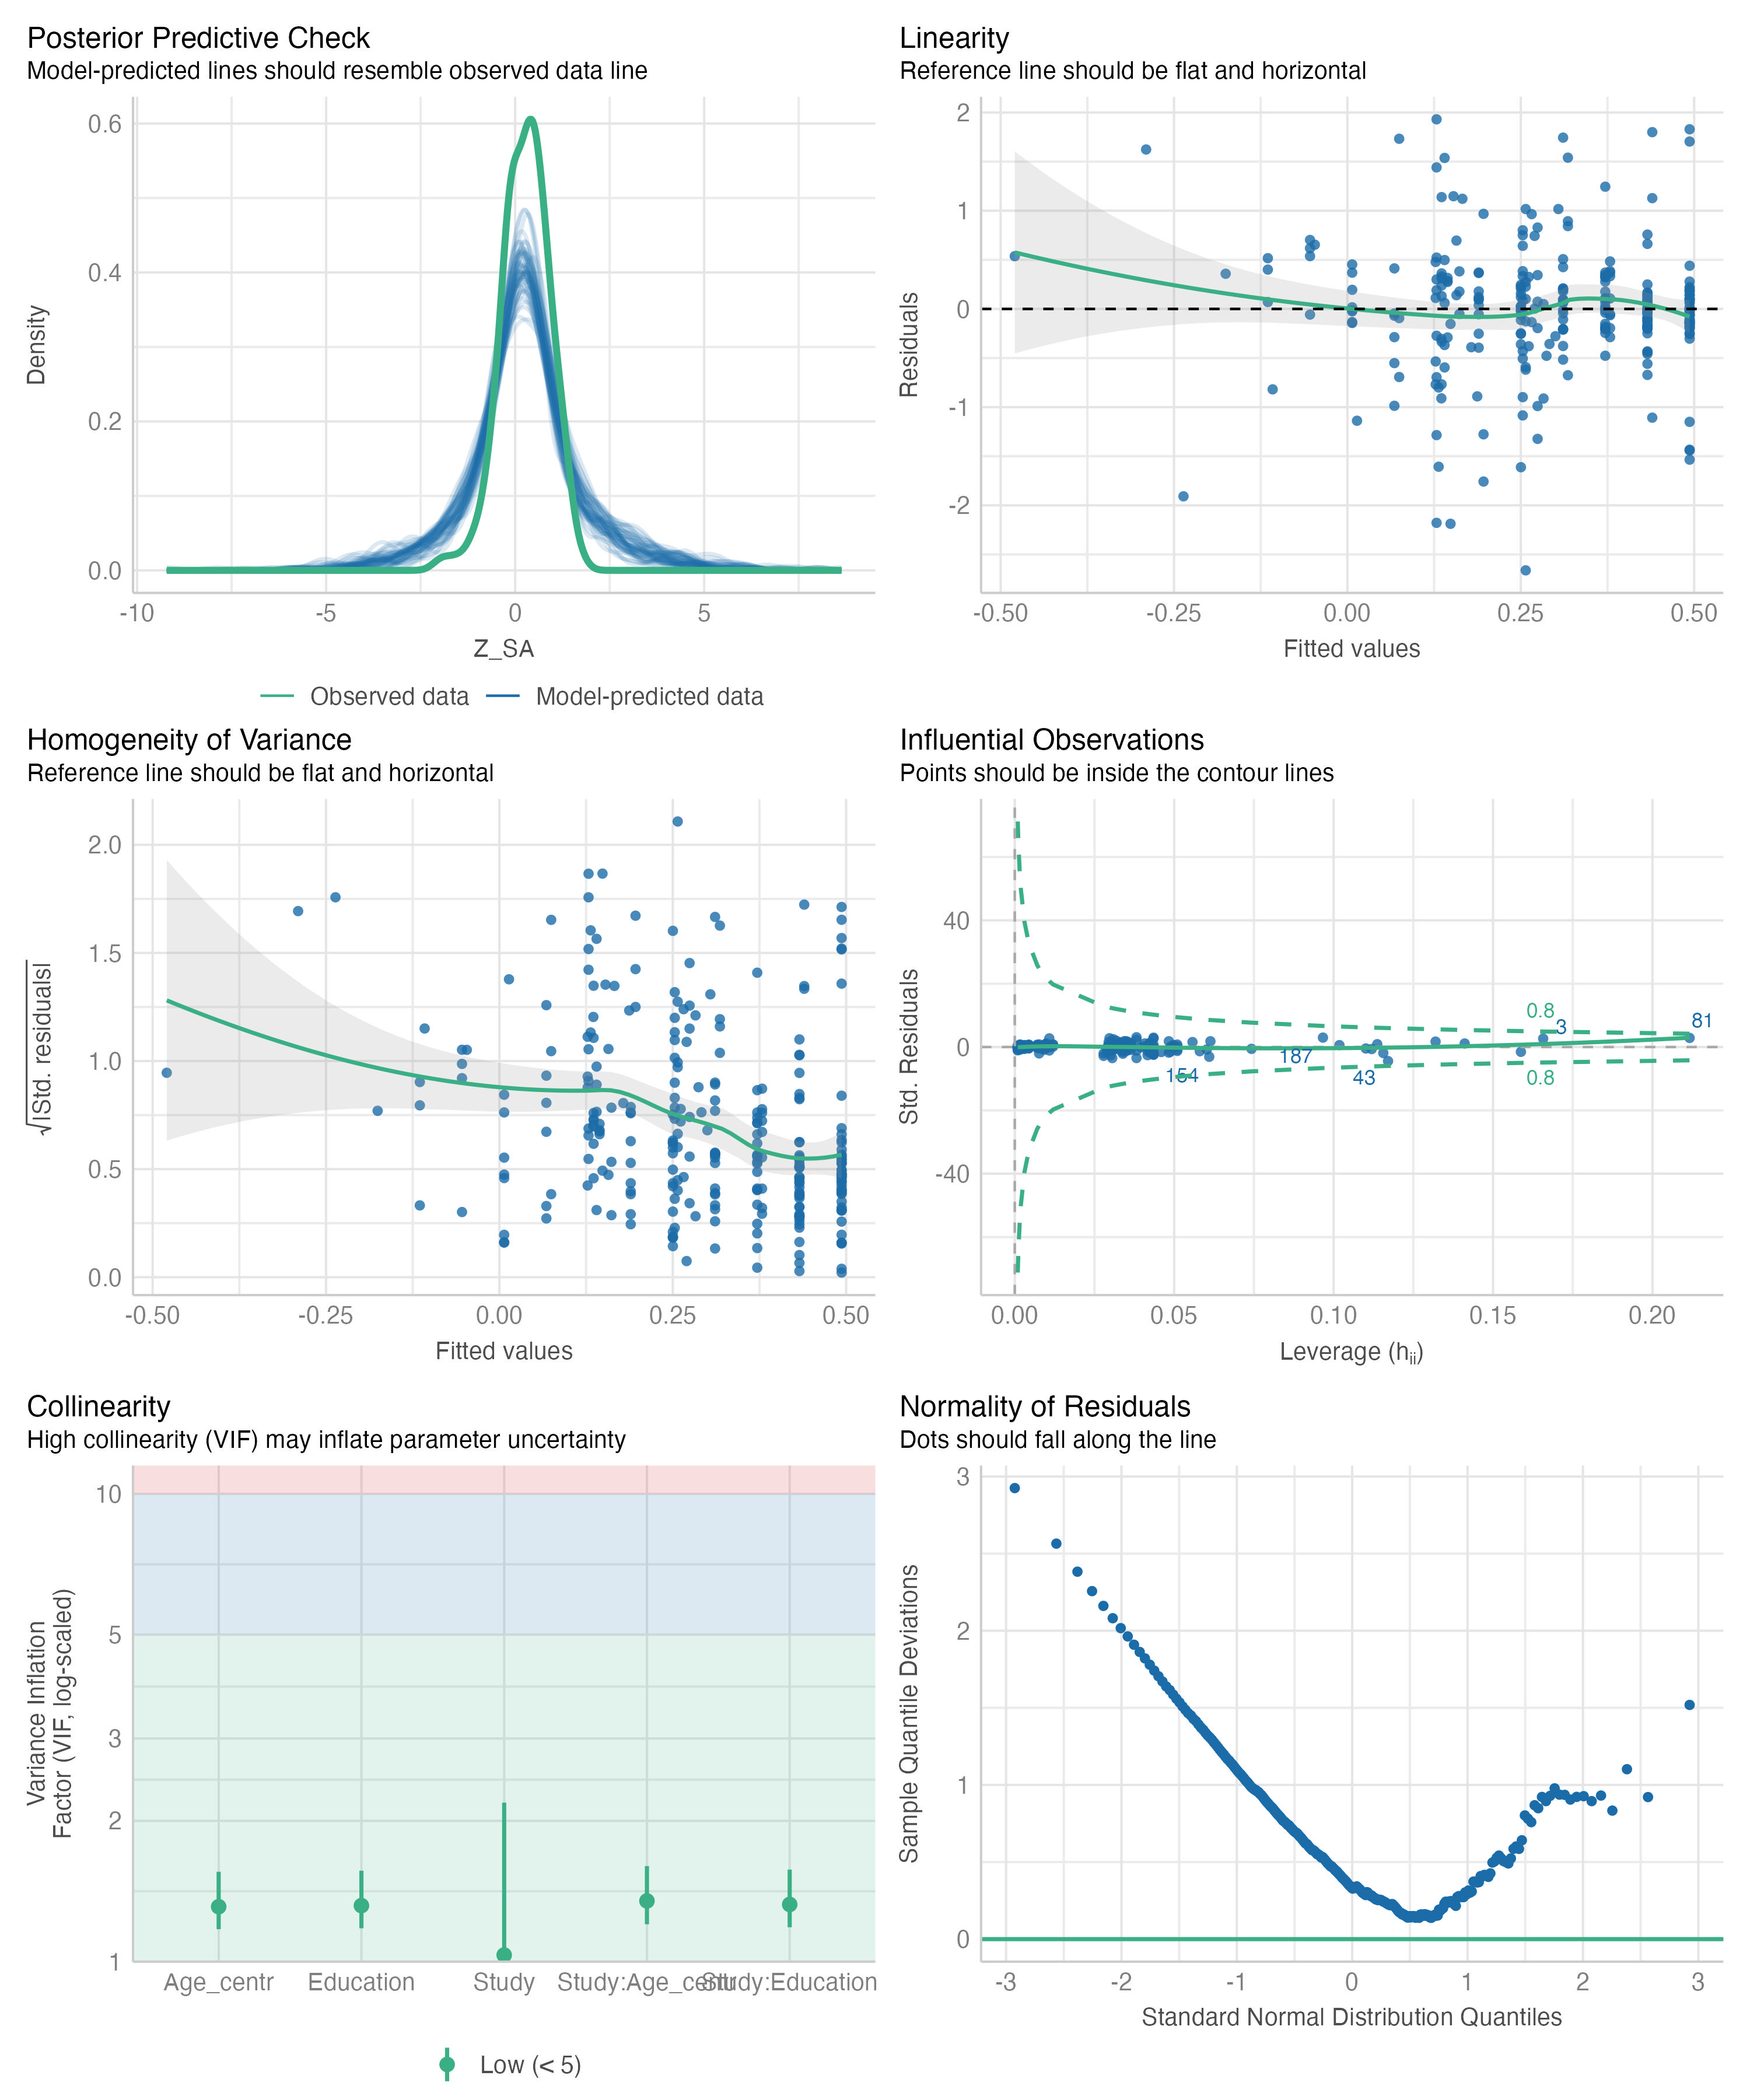 Posterior Predictive Check
Model-predicted lines should resemble observed data line
0.6
0.4
0.2
0.0
Density
-10
-5
0
5
Z_SA
Observed data
Model-predicted data
Linearity
Reference line should be flat and horizontal
2
1
0
-1
-2
Residuals
-0.50
-0.25
0.00
0.25
0.50
Fitted values
Homogeneity of Variance
Reference line should be flat and horizontal
2.0
1.5
1.0
0.5
0.0
√|Std. residuals|
-0.50
-0.25
0.00
0.25
0.50
Fitted values
Influential Observations
Points should be inside the contour lines
40
0
-40
Std. Residuals
0.8
3
81
187
154
43
0.8
0.00
0.05
0.10
0.15
0.20
Leverage (hii)
Collinearity
High collinearity (VIF) may inflate parameter uncertainty
10
5
3
2
1
Variance Inflation
Factor (VIF, log-scaled)
Age_centr
Education
Study
Study:Age_centr
Study:Education
Low (< 5)
Normality of Residuals
Dots should fall along the line
3
2
1
0
Sample Quantile Deviations
-3
-2
-1
0
1
2
3
Standard Normal Distribution Quantiles